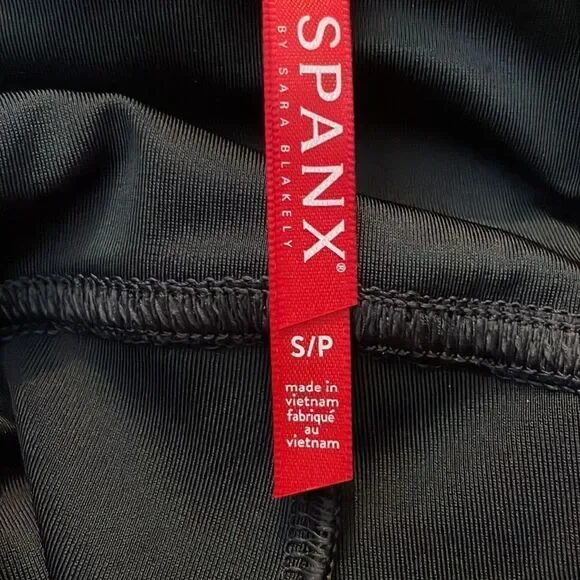 SPANX®
BY SARA BLAKELY
S/P
made in
vietnam
fabriqué
au
vietnam